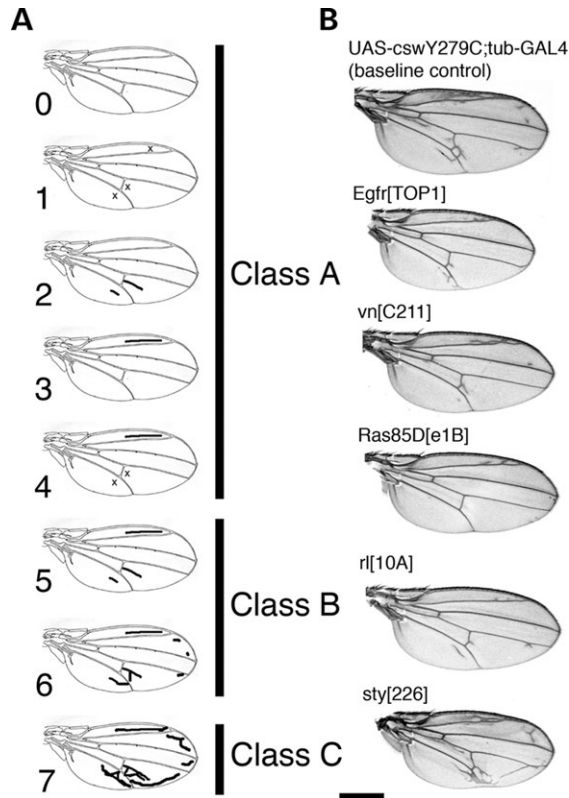 A
0
1
x
x
x
2
Class A
3
4
x
x
5
Class B
6
7
Class C
B
UAS-cswY279C;tub-GAL4
(baseline control)
Egfr[TOP1]
vn[C211]
Ras85D[e1B]
rl[10A]
sty[226]